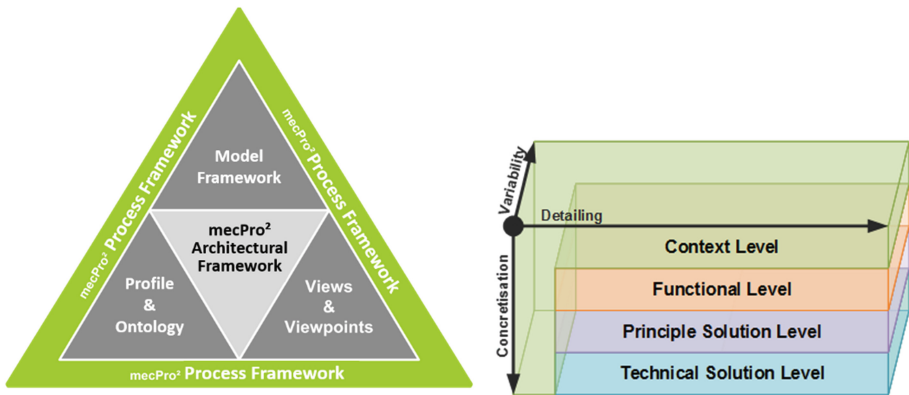 mecPro² Process Framework
mecPro² Process Framework
Model
Framework
mecPro²
Architectural
Framework
Profile
&
Ontology
Views
&
Viewpoints
mecPro² Process Framework
Variability
Detailing
Concretisation
Context Level
Functional Level
Principle Solution Level
Technical Solution Level